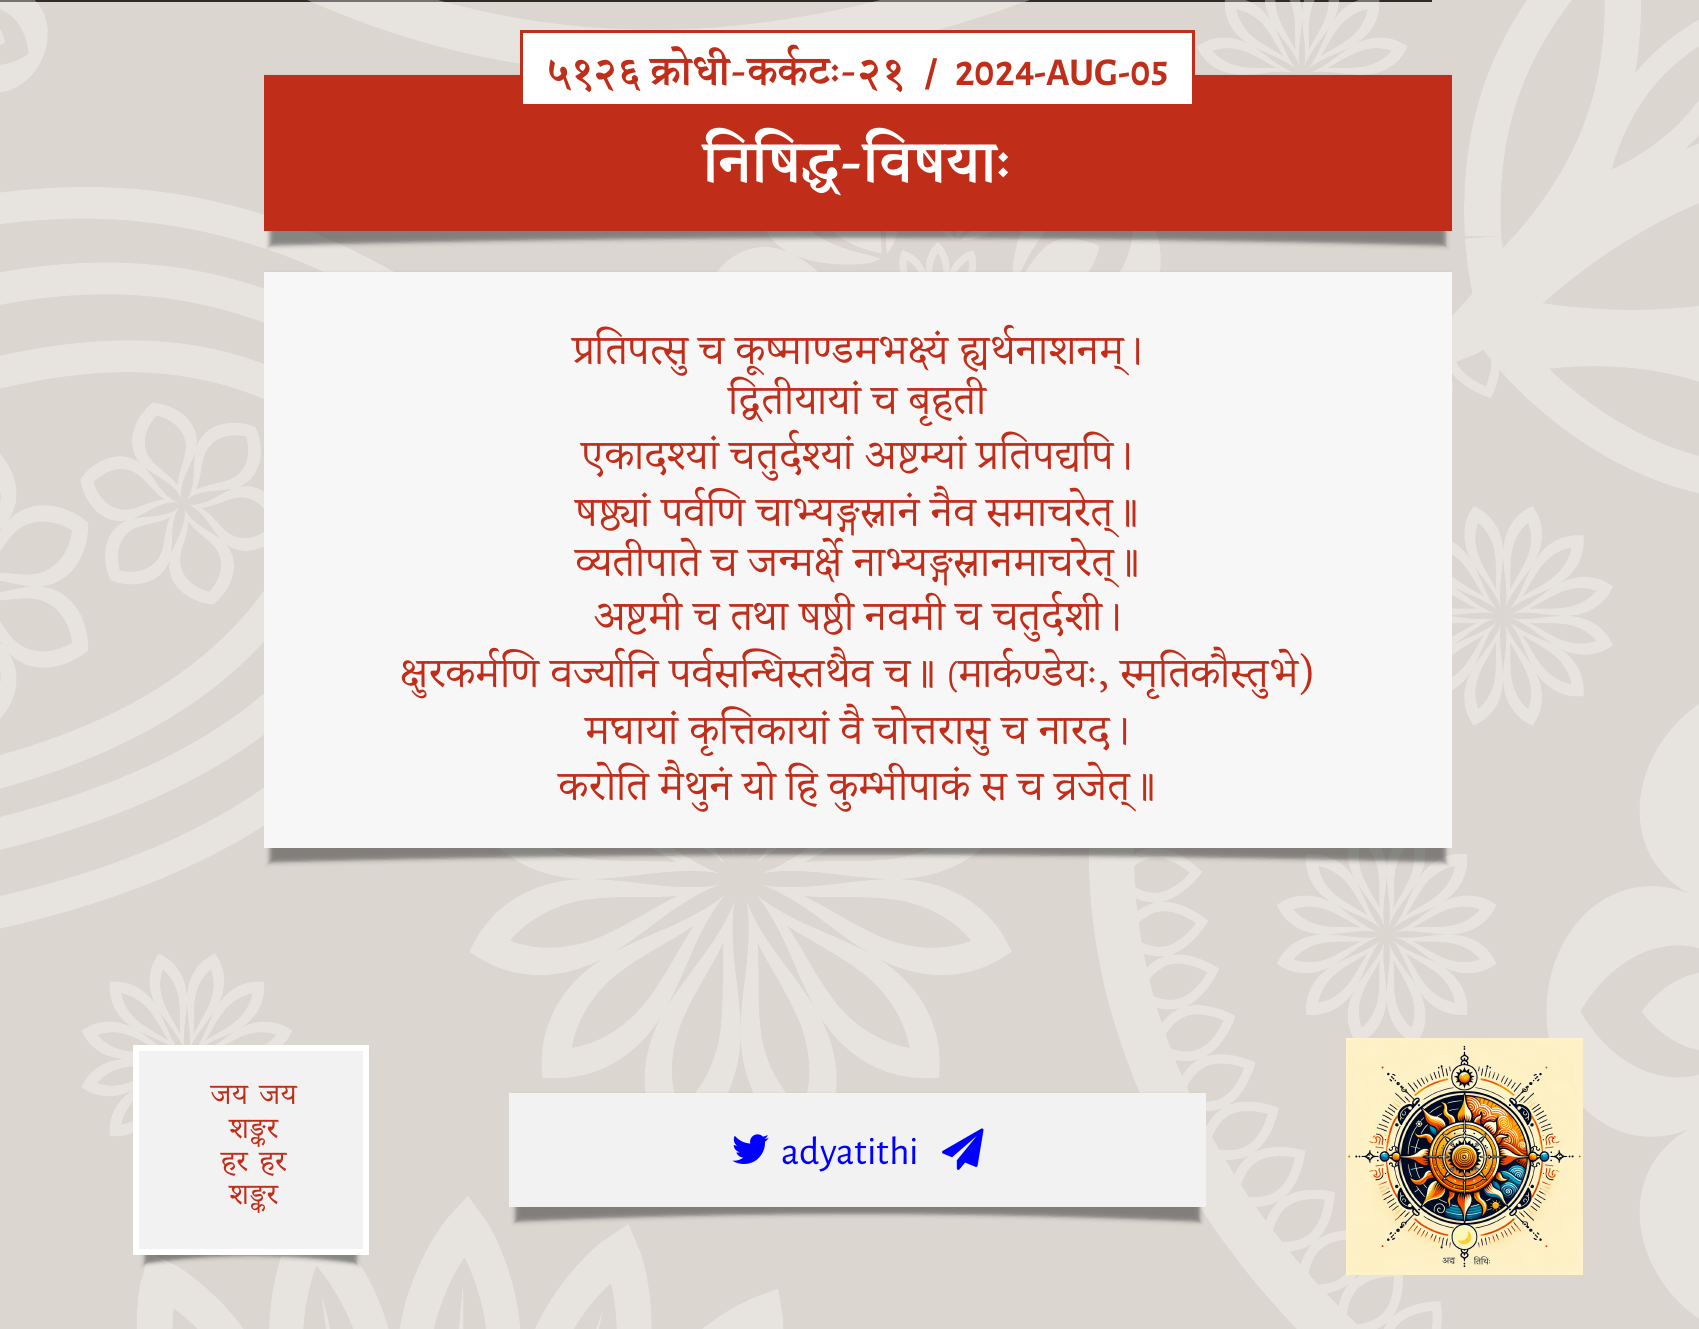 ५१२६ क्रोधी-कर्कटः-२१ / 2024-AUG-05
निषिद्ध-विषयाः
प्रतिपत्सु च कूष्माण्डमभक्ष्यं ह्यर्थनाशनम्।
द्वितीयायां च बृहती
एकादश्यां चतुर्दश्यां अष्टम्यां प्रतिपद्यपि।
षष्ठ्यां पर्वणि चाभ्यङ्गस्नानं नैव समाचरेत्॥
व्यतीपाते च जन्मर्क्षे नाभ्यङ्गस्नानमाचरेत्॥
अष्टमी च तथा षष्ठी नवमी च चतुर्दशी।
क्षुरकर्मणि वर्ज्यानि पर्वसन्धिस्तथैव च॥ (मार्कण्डेयः, स्मृतिकौस्तुभे)
मघायां कृत्तिकायां वै चोत्तरासु च नारद।
करोति मैथुनं यो हि कुम्भीपाकं स च व्रजेत्॥
जय जय
शङ्कर
हर हर
शङ्कर
adyatithi
अद्य तिथिः